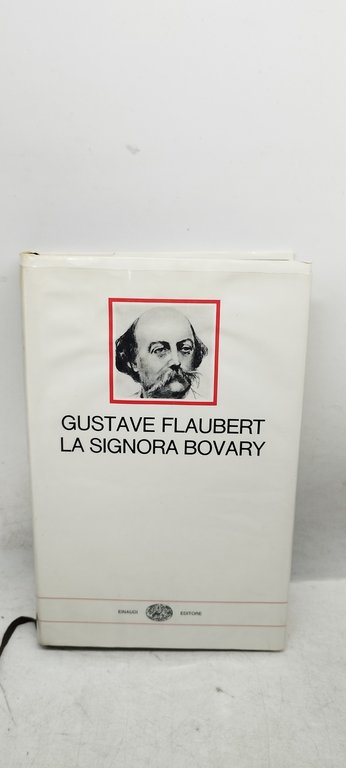 GUSTAVE FLAUBERT
LA SIGNORA BOVARY
EINAUDI EDITORE